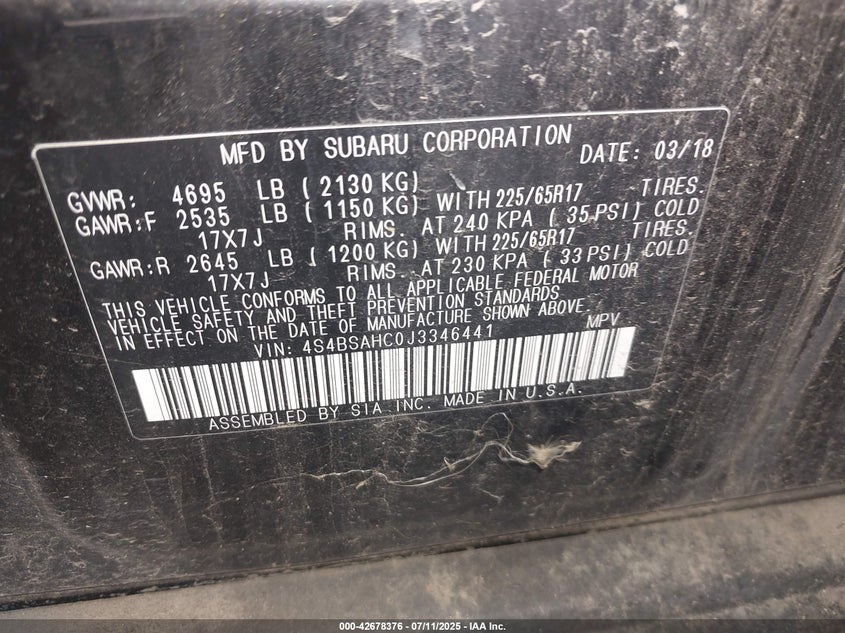 MFD BY SUBARU CORPORATION DATE: 03/18
GVWR: 4695 LB (2130 KG)
GAWR:F 2535 LB (1150 KG) WITH 225/65R17 TIRES.
17X7J RIMS. AT 240 KPA (35 PSI) COLD
GAWR:R 2645 LB (1200 KG) WITH 225/65R17 TIRES.
17X7J RIMS. AT 230 KPA (33 PSI) COLD
THIS VEHICLE CONFORMS TO ALL APPLICABLE FEDERAL MOTOR
VEHICLE SAFETY AND THEFT PREVENTION STANDARDS
IN EFFECT ON THE DATE OF MANUFACTURE SHOWN ABOVE.
VIN: 4S4BSAHC0J3346441 MPV
ASSEMBLED BY SIA INC. MADE IN U.S.A.
000-42678376 / 07/11/2025 - IAA Inc.